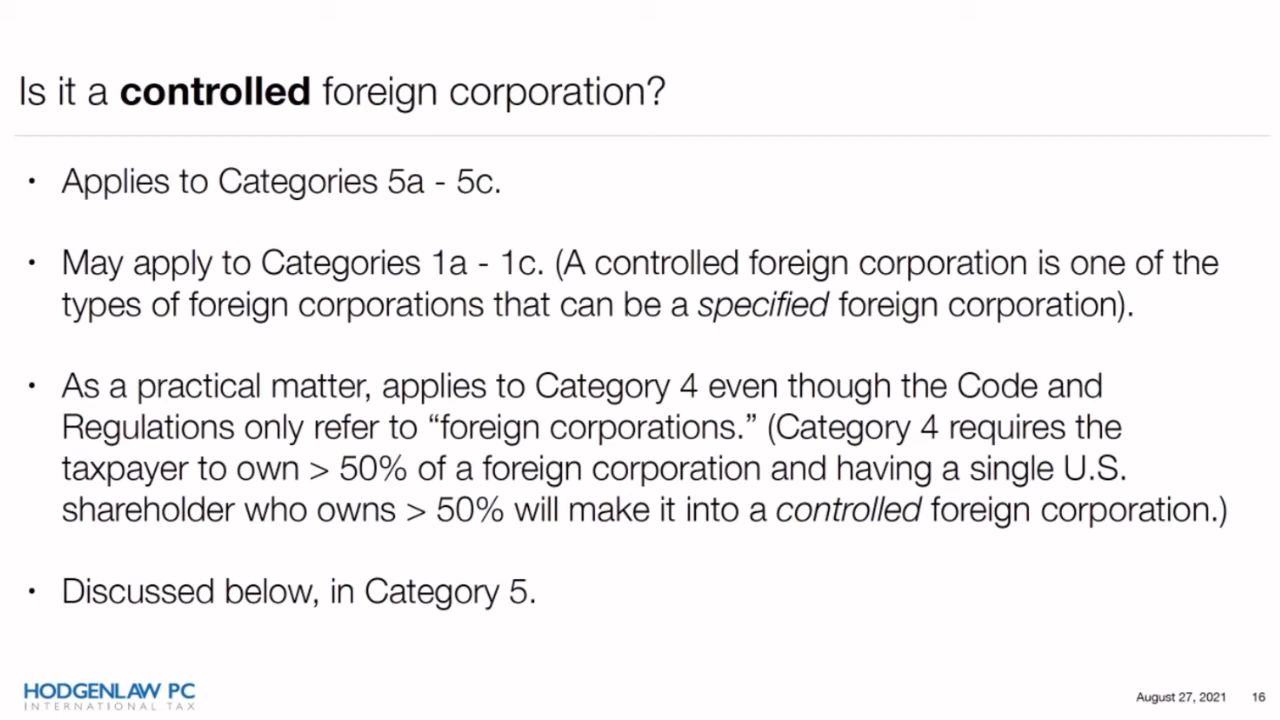 Is it a controlled foreign corporation?
• Applies to Categories 5a - 5c.
• May apply to Categories 1a - 1c. (A controlled foreign corporation is one of the
types of foreign corporations that can be a specified foreign corporation).
• As a practical matter, applies to Category 4 even though the Code and
Regulations only refer to “foreign corporations.” (Category 4 requires the
taxpayer to own > 50% of a foreign corporation and having a single U.S.
shareholder who owns > 50% will make it into a controlled foreign corporation.)
• Discussed below, in Category 5.
HODGENLAW PC
INTERNATIONAL TAX
August 27, 2021 16